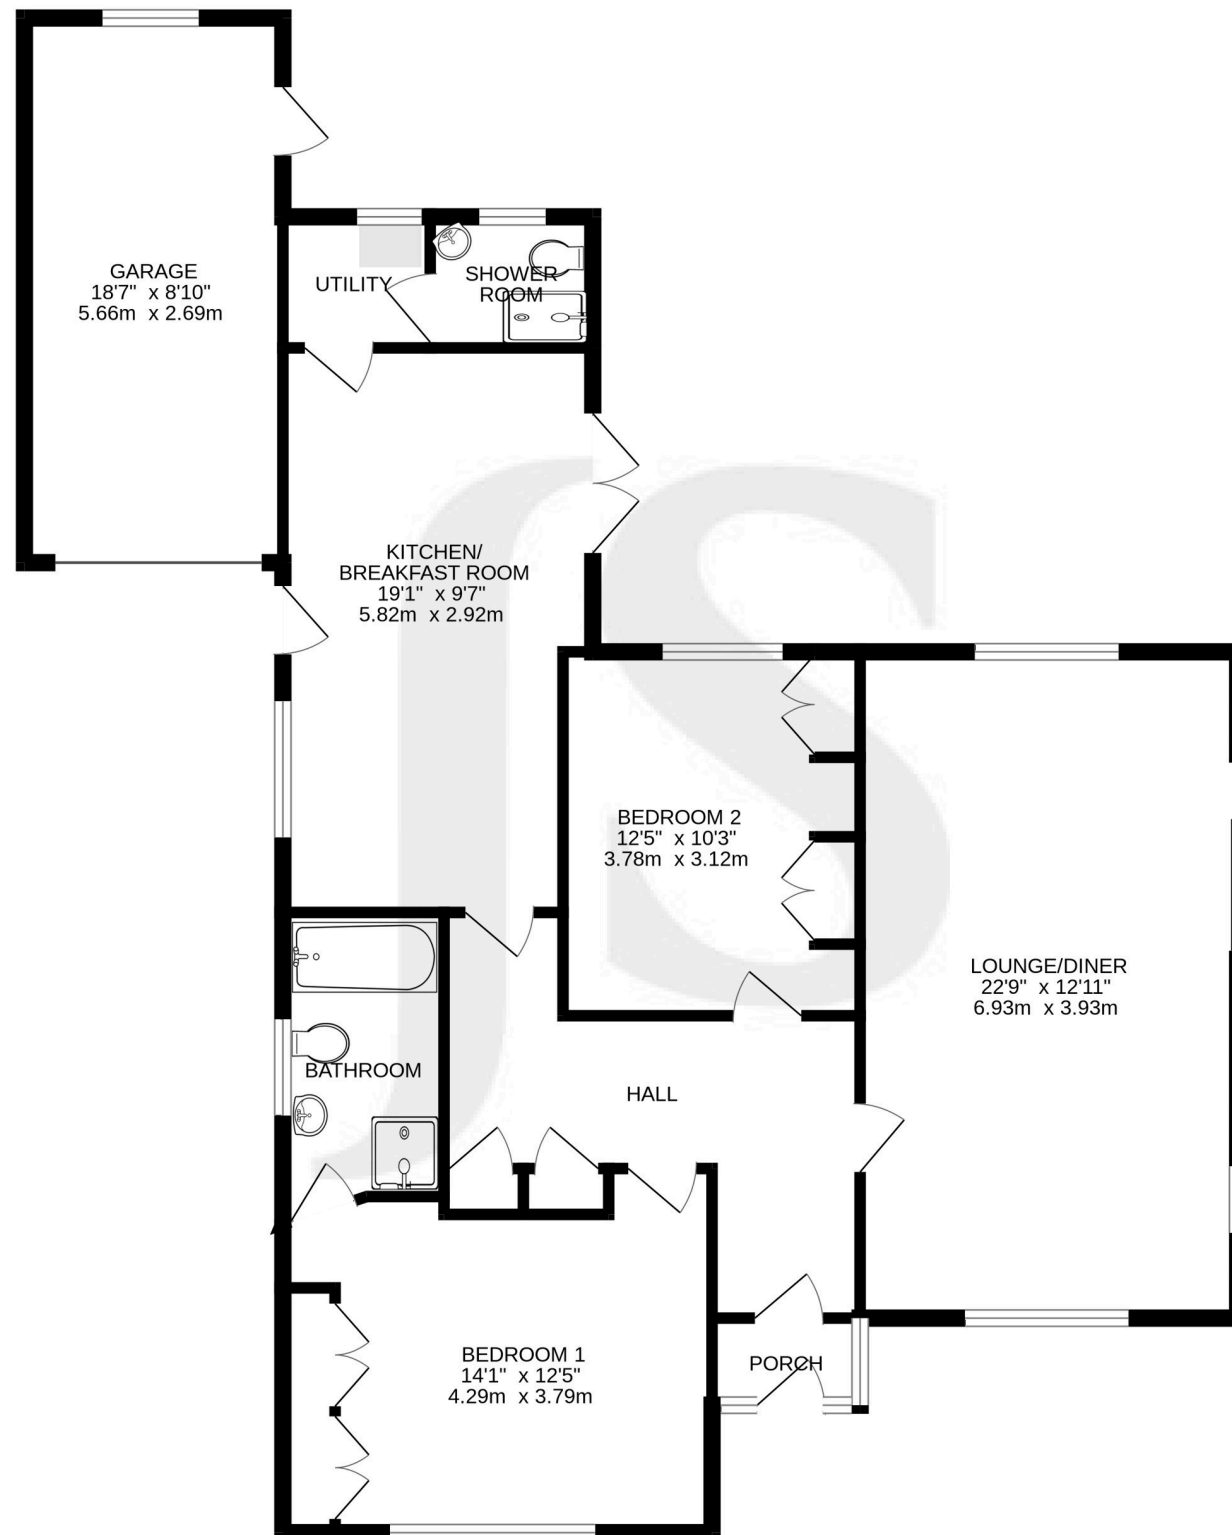 GARAGE
18'7" x 8'10"
5.66m x 2.69m
UTILITY
SHOWER
ROOM
KITCHEN/
BREAKFAST ROOM
19'1" x 9'7"
5.82m x 2.92m
BEDROOM 2
12'5" x 10'3"
3.78m x 3.12m
LOUNGE/DINER
22'9" x 12'11"
6.93m x 3.93m
BATHROOM
HALL
BEDROOM 1
14'1" x 12'5"
4.29m x 3.79m
PORCH
JS